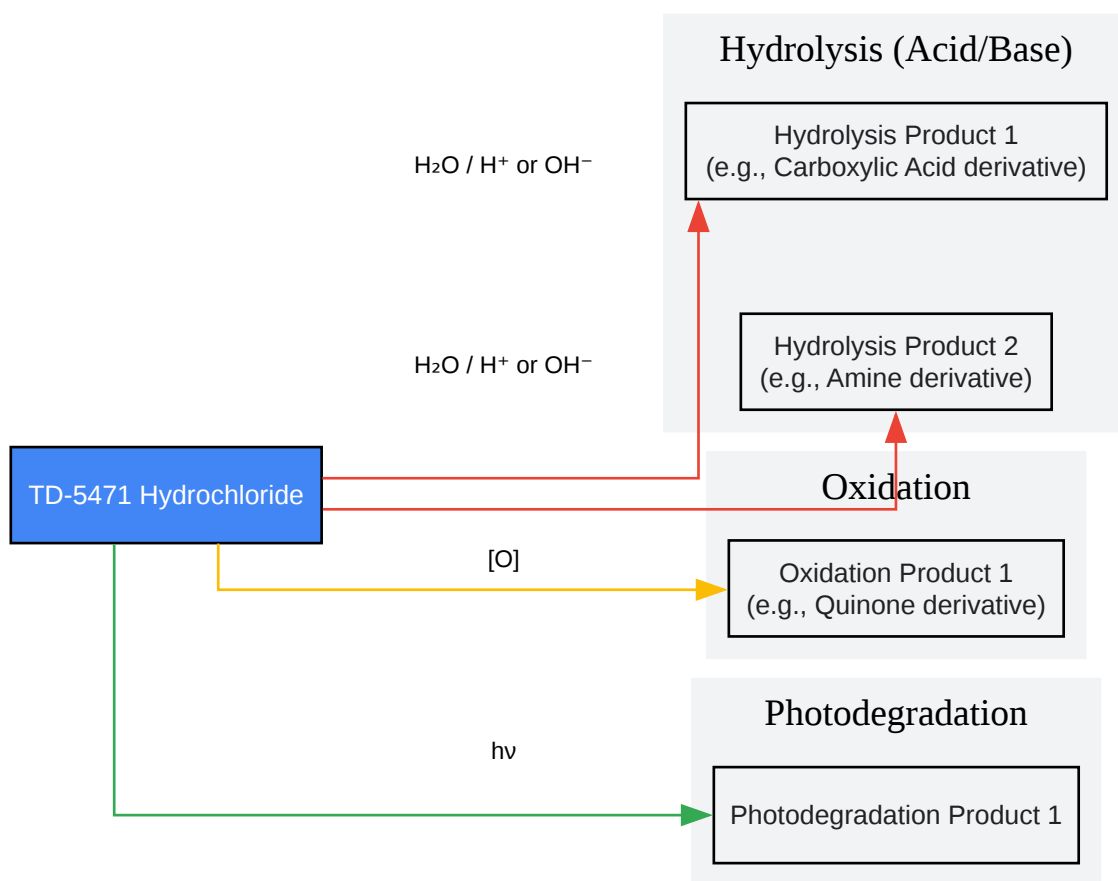 Hydrolysis (Acid/Base)
H₂O / H⁺ or OH⁻
Hydrolysis Product 1
(e.g., Carboxylic Acid derivative)
H₂O / H⁺ or OH⁻
Hydrolysis Product 2
(e.g., Amine derivative)
TD-5471 Hydrochloride
Oxidation
[O]
Oxidation Product 1
(e.g., Quinone derivative)
Photodegradation
hν
Photodegradation Product 1